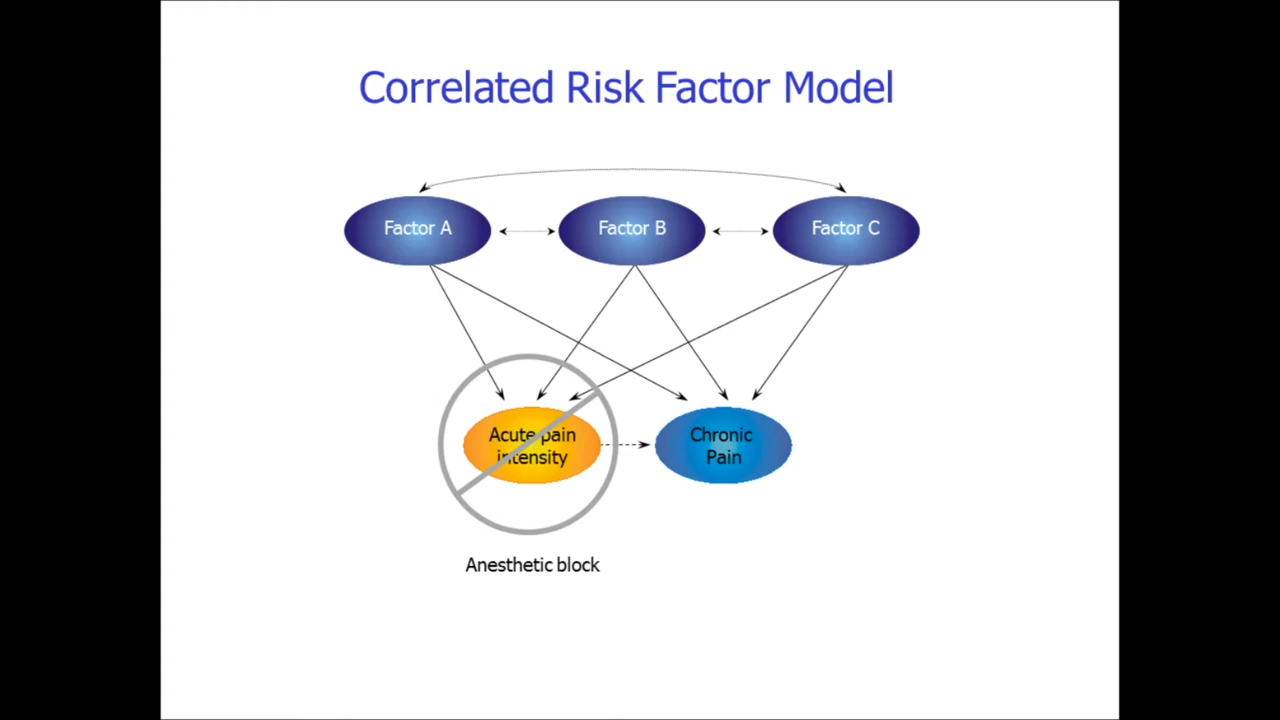 Correlated Risk Factor Model
Factor A
Factor B
Factor C
Acute pain
intensity
Chronic
Pain
Anesthetic block